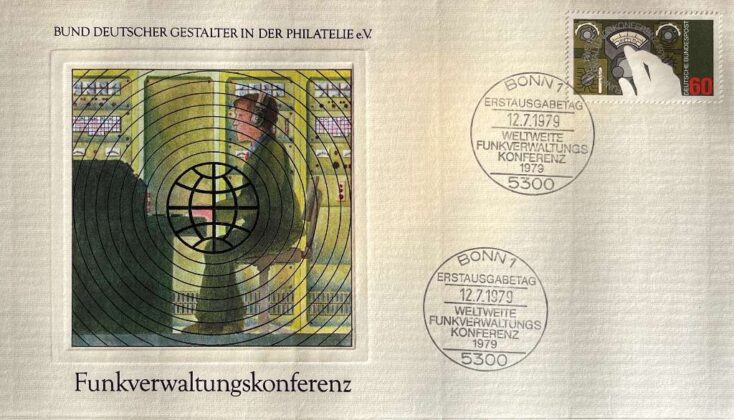 BUND DEUTSCHER GESTALTER IN DER PHILATELIE e.V.
DEUTSCHE BUNDESPOST
60
BONN 1
ERSTAUSGABETAG
12.7.1979
WELTWEITE
FUNKVERWALTUNGS
KONFERENZ
1979
5300
BONN 1
ERSTAUSGABETAG
12.7.1979
WELTWEITE
FUNKVERWALTUNGS
KONFERENZ
1979
5300
Funkverwaltungskonferenz